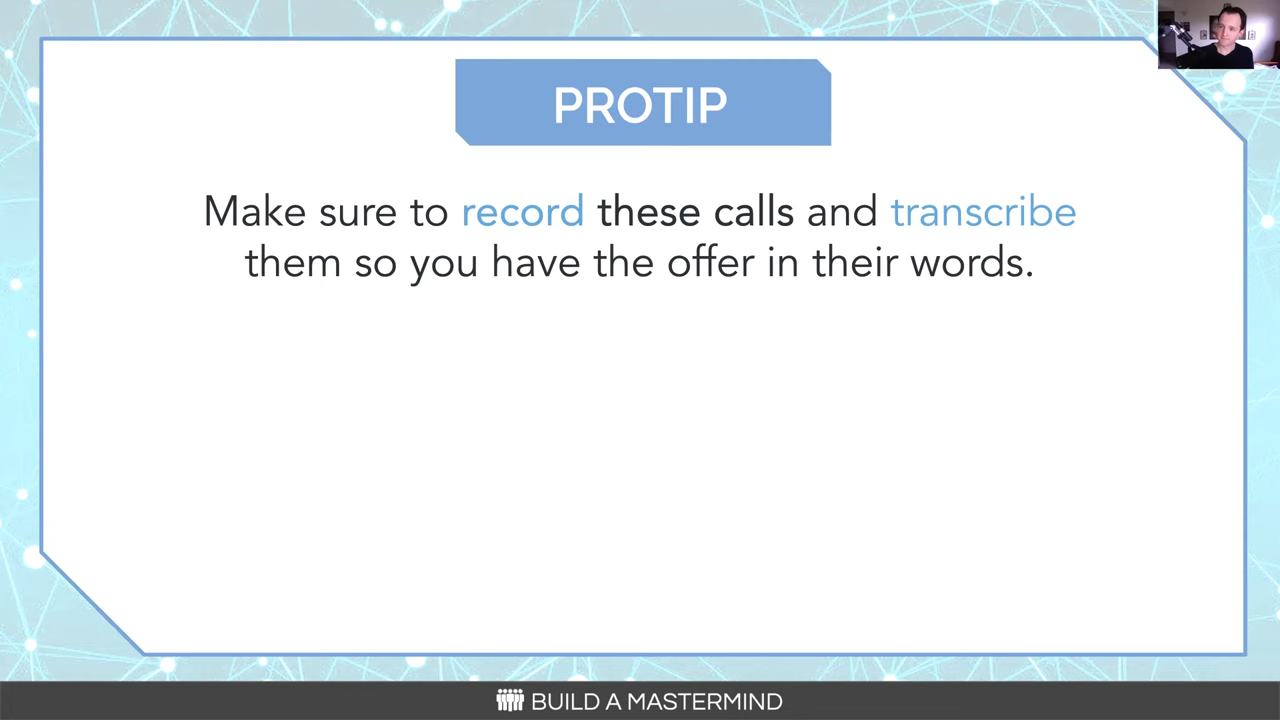 PROTIP
Make sure to record these calls and transcribe
them so you have the offer in their words.
BUILD A MASTERMIND